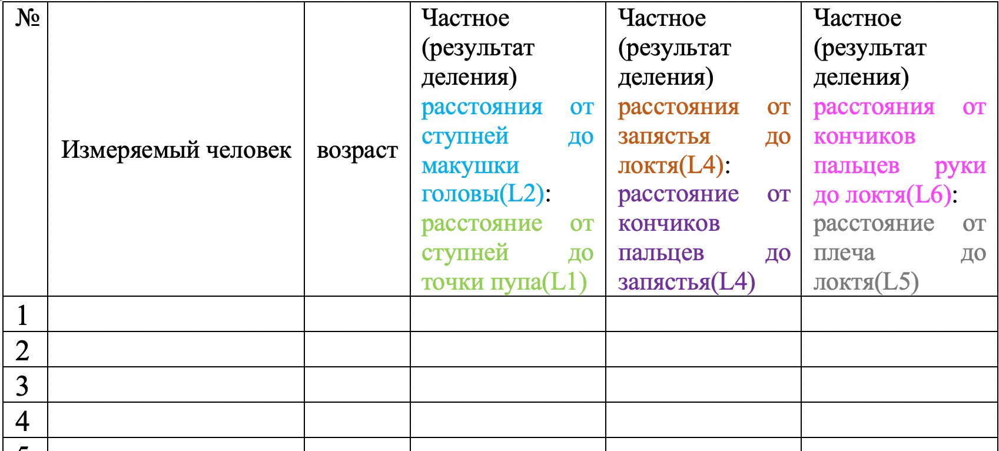 №
Измеряемый человек
возраст
Частное
(результат
деления)
расстояния от
ступней до
макушки
головы(L2):
расстояние от
ступней до
точки пупа(L1)
Частное
(результат
деления)
расстояния от
запястья до
локтя(L4):
расстояние от
кончиков
пальцев до
запястья(L4)
Частное
(результат
деления)
расстояния от
кончиков
пальцев руки
до локтя(L6):
расстояние от
плеча до
локтя(L5)
1
2
3
4